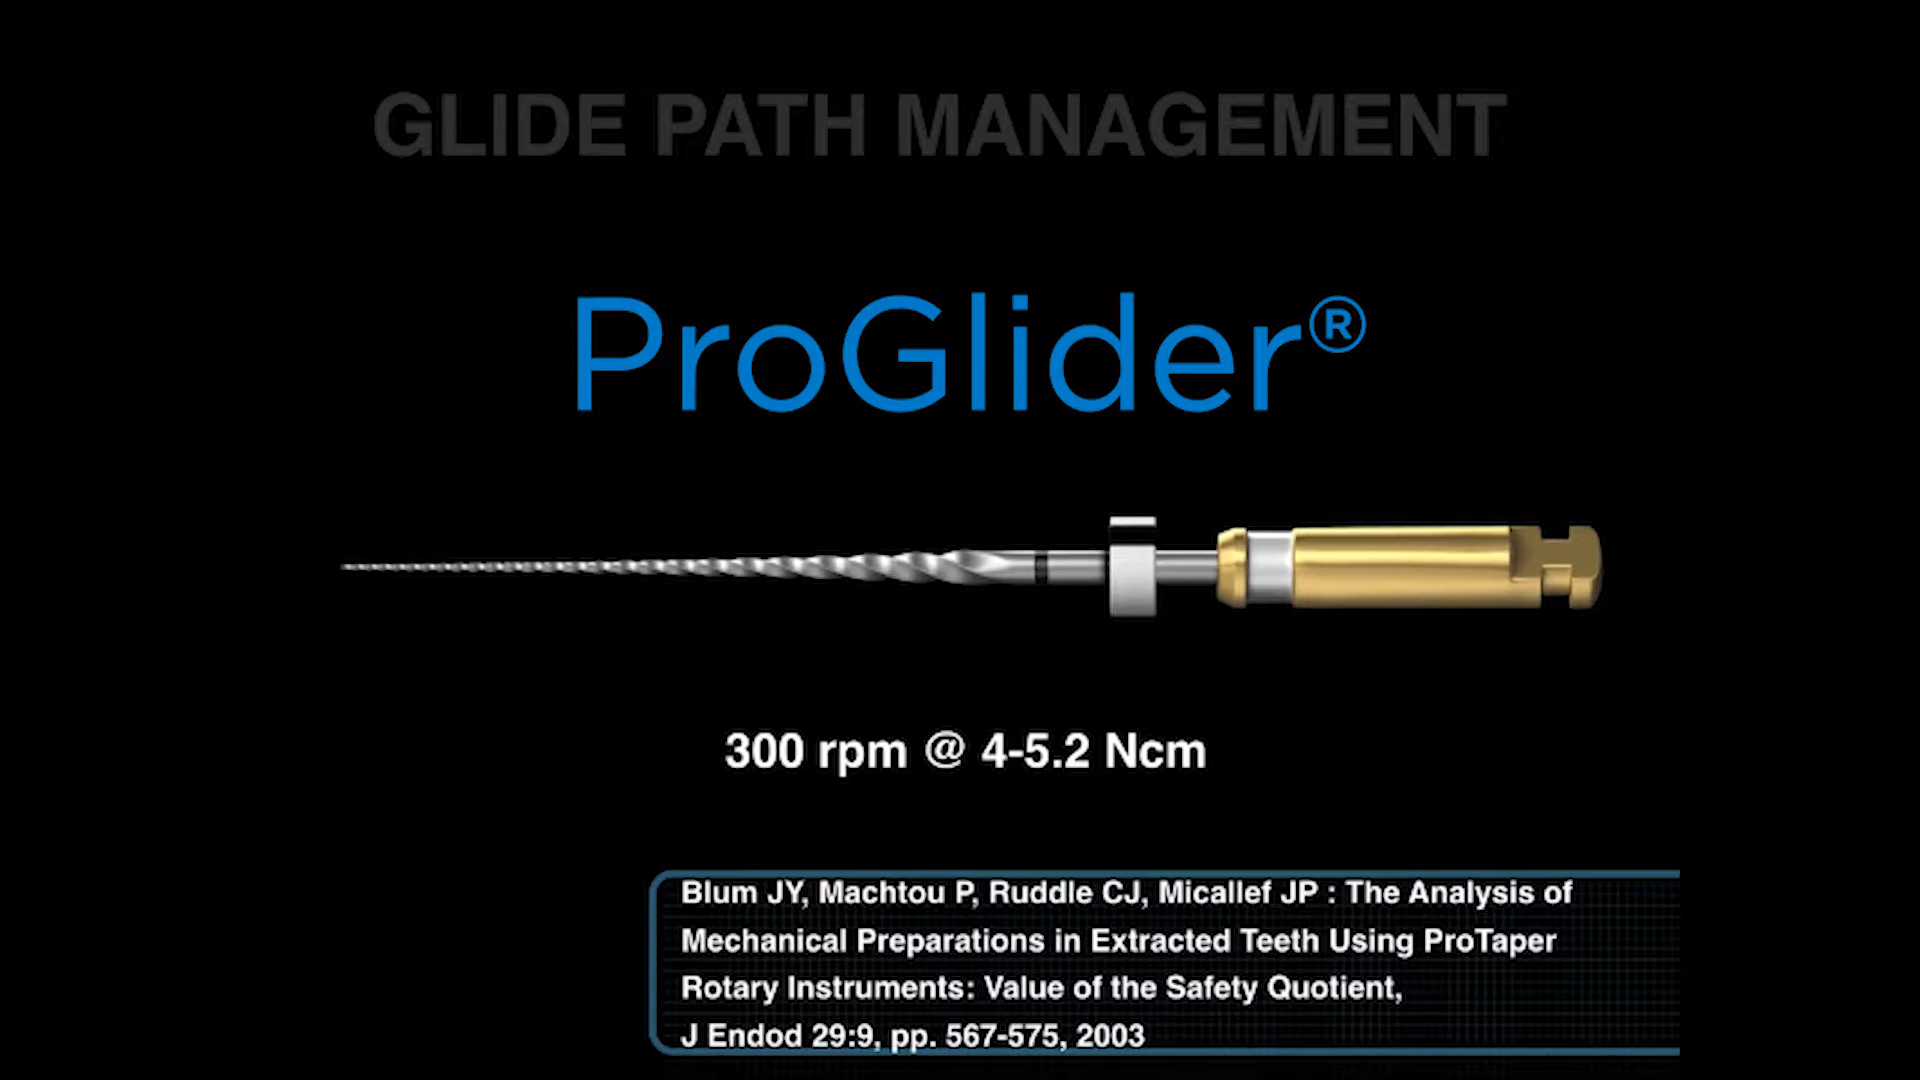 GLIDE PATH MANAGEMENT
ProGlider®
300 rpm @ 4-5.2 Ncm
Blum JY, Machtou P, Ruddle CJ, Micallef JP : The Analysis of
Mechanical Preparations in Extracted Teeth Using ProTaper
Rotary Instruments: Value of the Safety Quotient,
J Endod 29:9, pp. 567-575, 2003